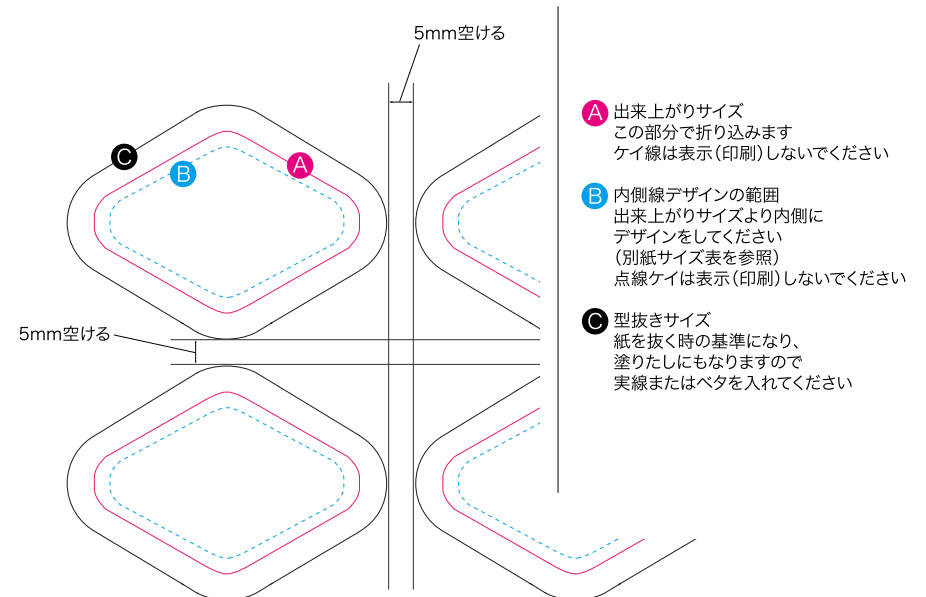 5mm空ける
C
B
A
5mm空ける
A 出来上がりサイズ
この部分で折り込みます
ケイ線は表示(印刷)しないでください
B 内側線デザインの範囲
出来上がりサイズより内側に
デザインをしてください
(別紙サイズ表を参照)
点線ケイは表示(印刷)しないでください
C 型抜きサイズ
紙を抜く時の基準になり、
塗りたしにもなりますので
実線またはベタを入れてください